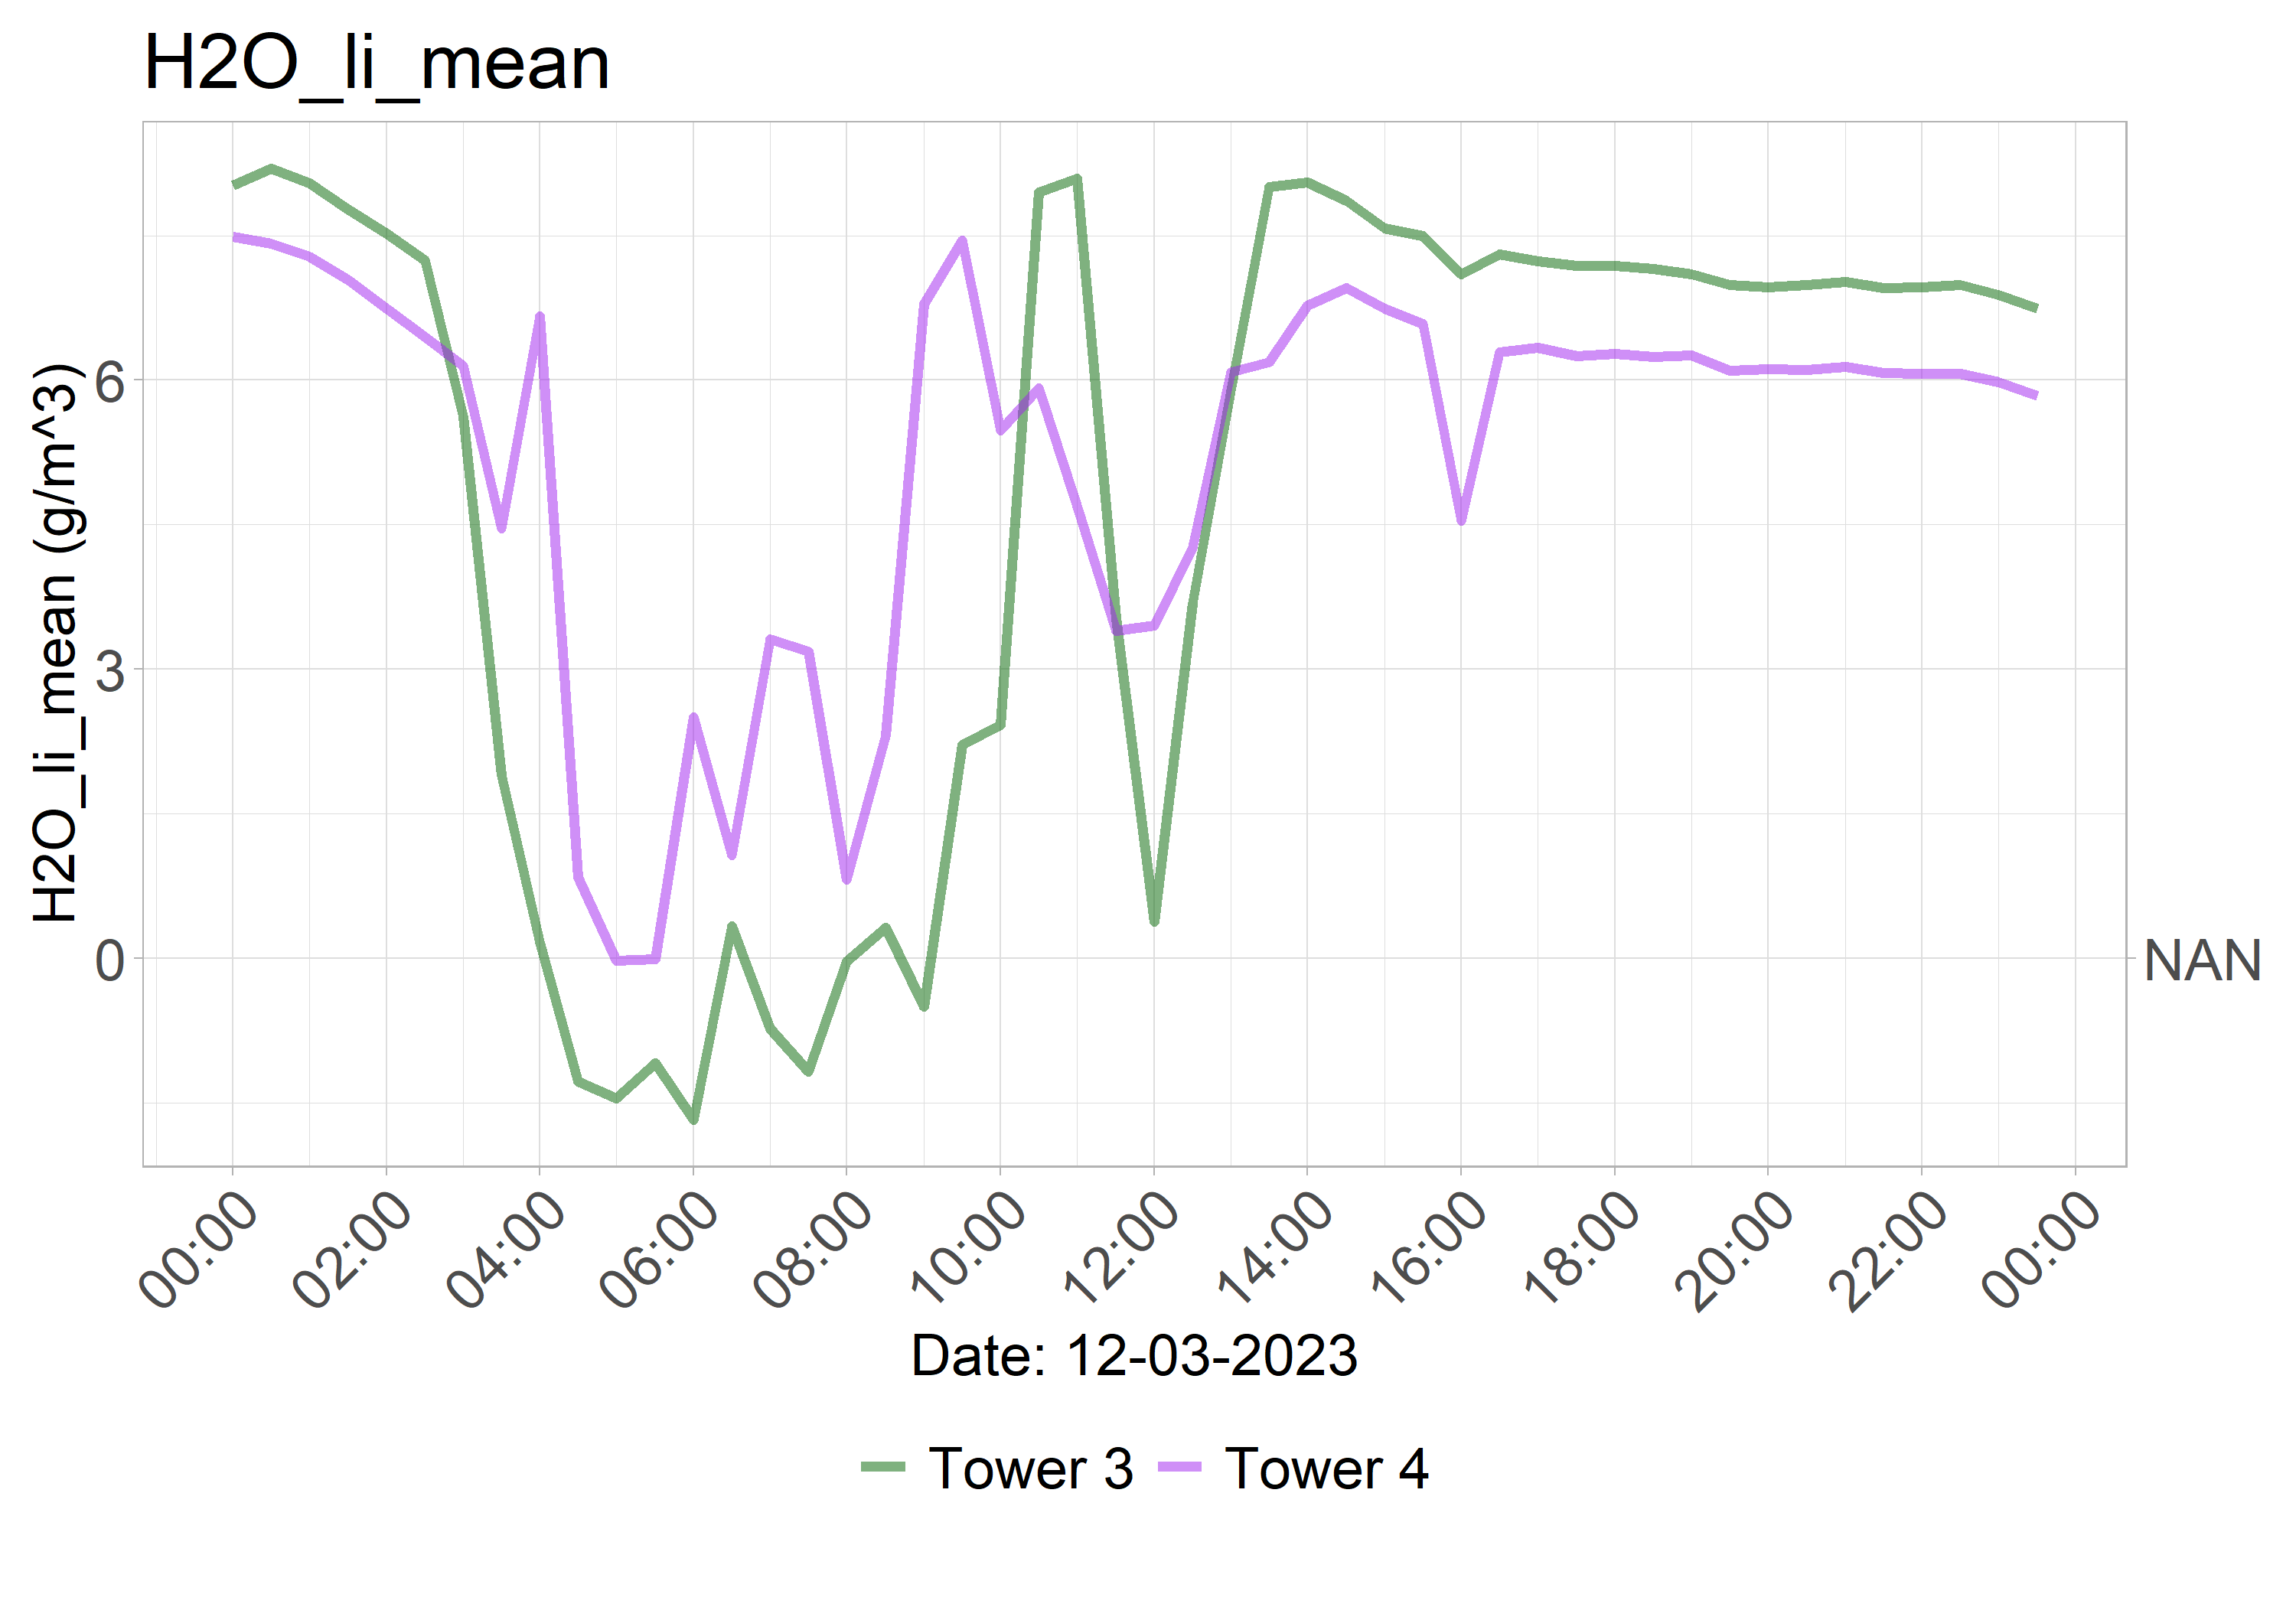 H2O_li_mean
H2O_li_mean (g/m^3)
6
3
0
NAN
00:00 02:00 04:00 06:00 08:00 10:00 12:00 14:00 16:00 18:00 20:00 22:00 00:00
Date: 12-03-2023
Tower 3 Tower 4